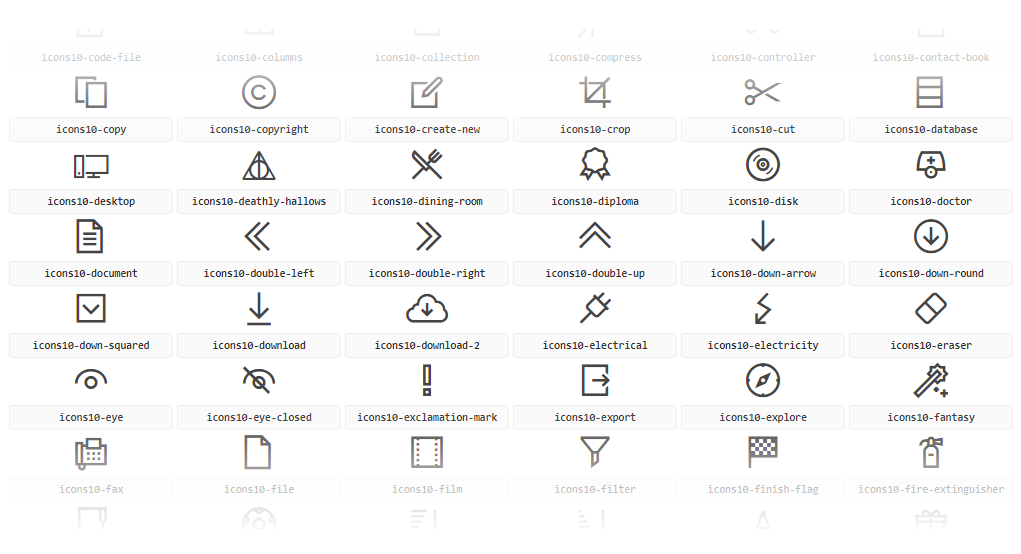 icons10-code-file icons10-columns icons10-collection icons10-compress icons10-controller icons10-contact-book
icons10-copy icons10-copyright icons10-create-new icons10-crop icons10-cut icons10-database
icons10-desktop icons10-deathly-hallows icons10-dining-room icons10-diploma icons10-disk icons10-doctor
icons10-document icons10-double-left icons10-double-right icons10-double-up icons10-down-arrow icons10-down-round
icons10-down-squared icons10-download icons10-download-2 icons10-electrical icons10-electricity icons10-eraser
icons10-eye icons10-eye-closed icons10-exclamation-mark icons10-export icons10-explore icons10-fantasy
icons10-fax icons10-file icons10-film icons10-filter icons10-finish-flag icons10-fire-extinguisher